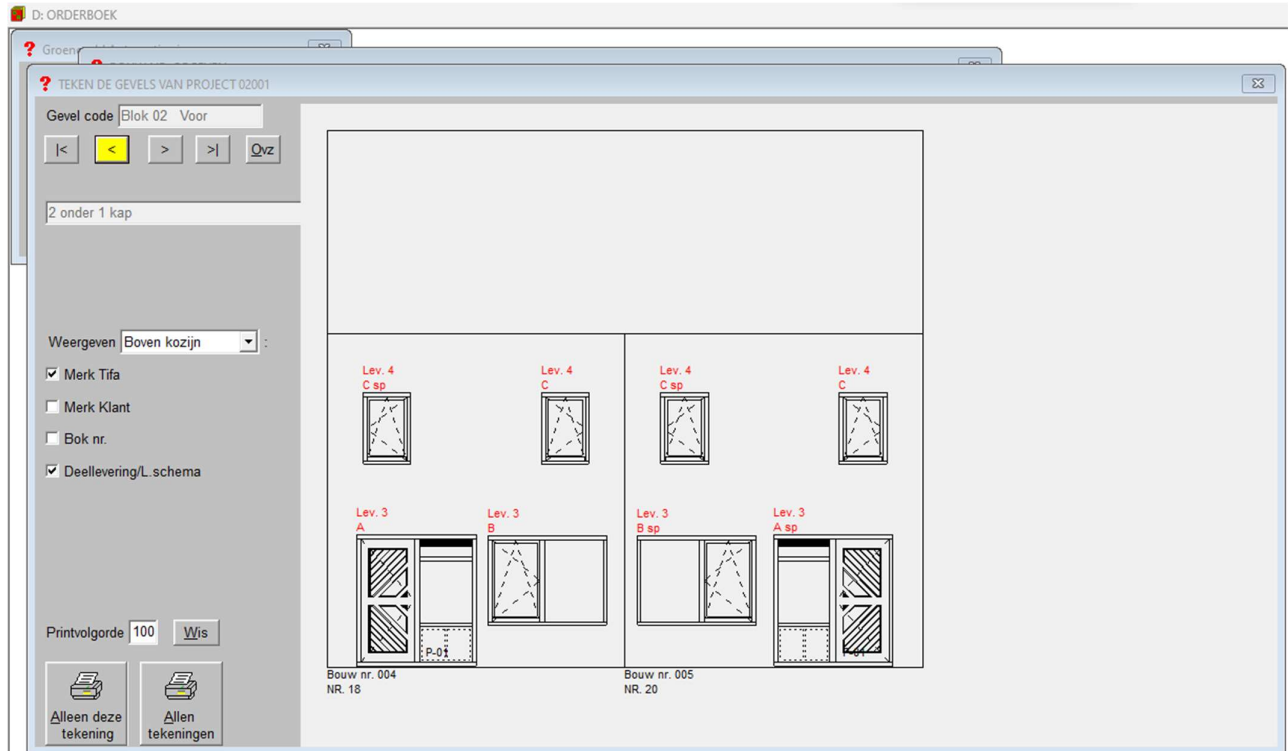 D: ORDERBOEK
? TEKEN DE GEVELS VAN PROJECT 02001
Gevel code Blok 02 Voor
|< < > >| Ovz
2 onder 1 kap
Weergeven Boven kozijn :
Merk Tifa
Merk Klant
Bok nr.
Deellevering/L.schema
Printvolgorde 100 Wis
Alleen deze tekening
Allen tekeningen
Lev. 4 Lev. 4 Lev. 4 Lev. 4
C sp C C sp C
Lev. 3 Lev. 3 Lev. 3 Lev. 3
A B B sp A sp
P-01
Bouw nr. 004 Bouw nr. 005
NR. 18 NR. 20